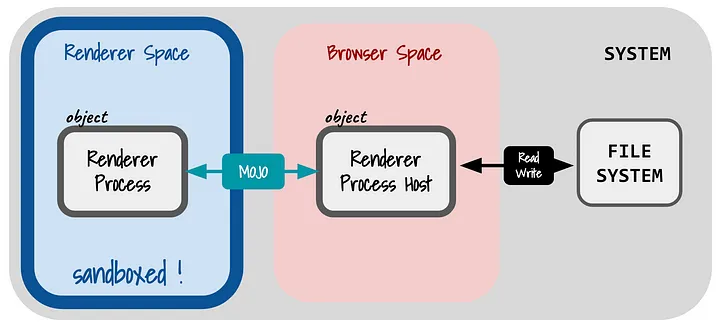 Renderer Space
Browser Space
SYSTEM
object
object
Renderer
Process
MOJO
Renderer
Process Host
Read
Write
FILE
SYSTEM
sandboxed !